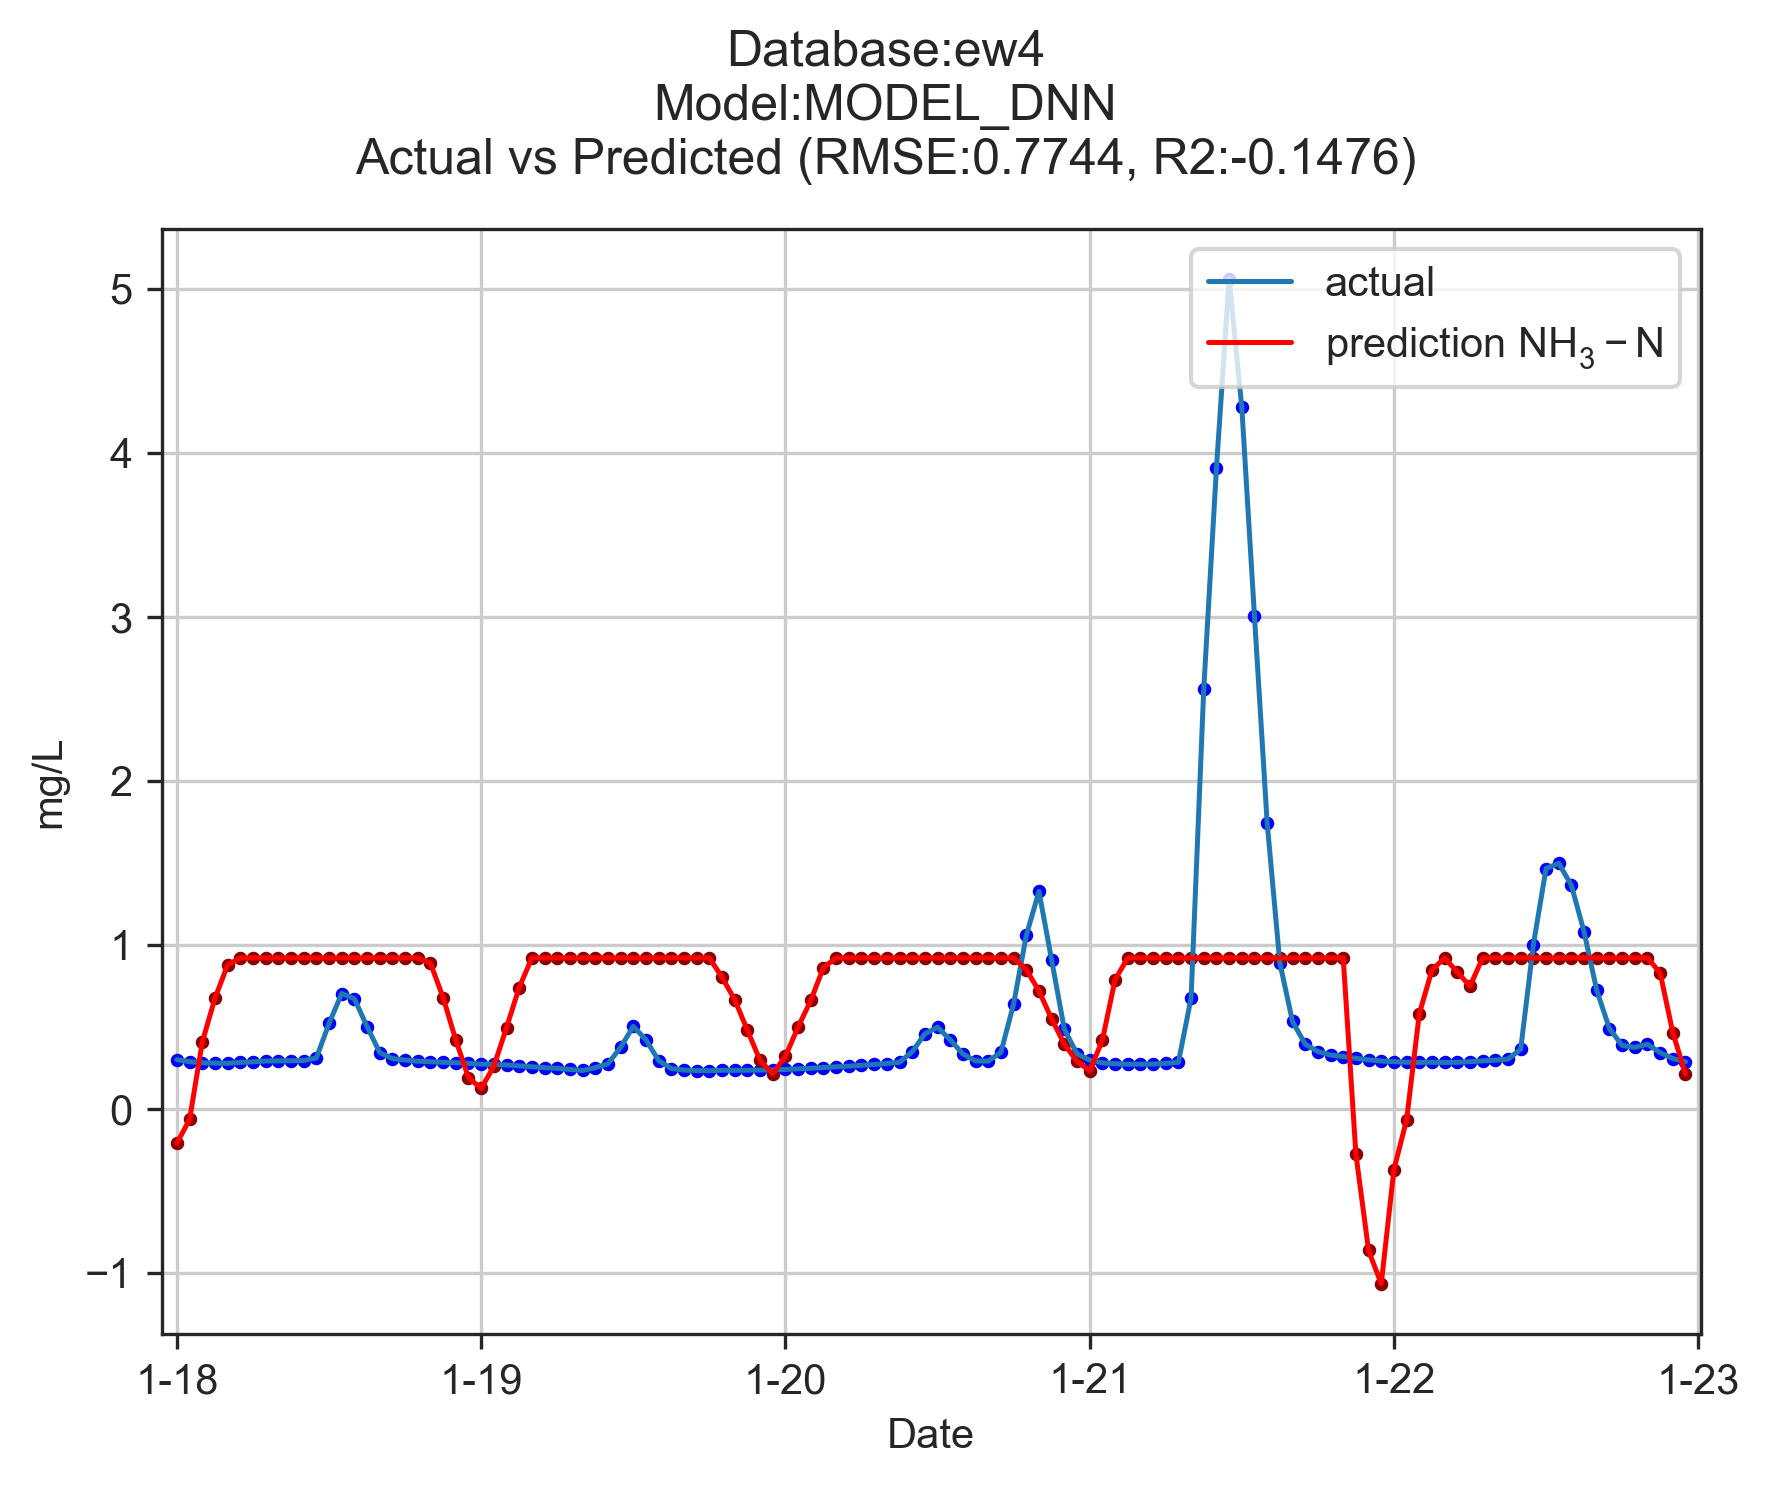 Database:ew4
Model:MODEL_DNN
Actual vs Predicted (RMSE:0.7744, R2:-0.1476)
actual
prediction NH₃ − N
5
4
3
2
1
0
−1
mg/L
1-18 1-19 1-20 1-21 1-22 1-23
Date